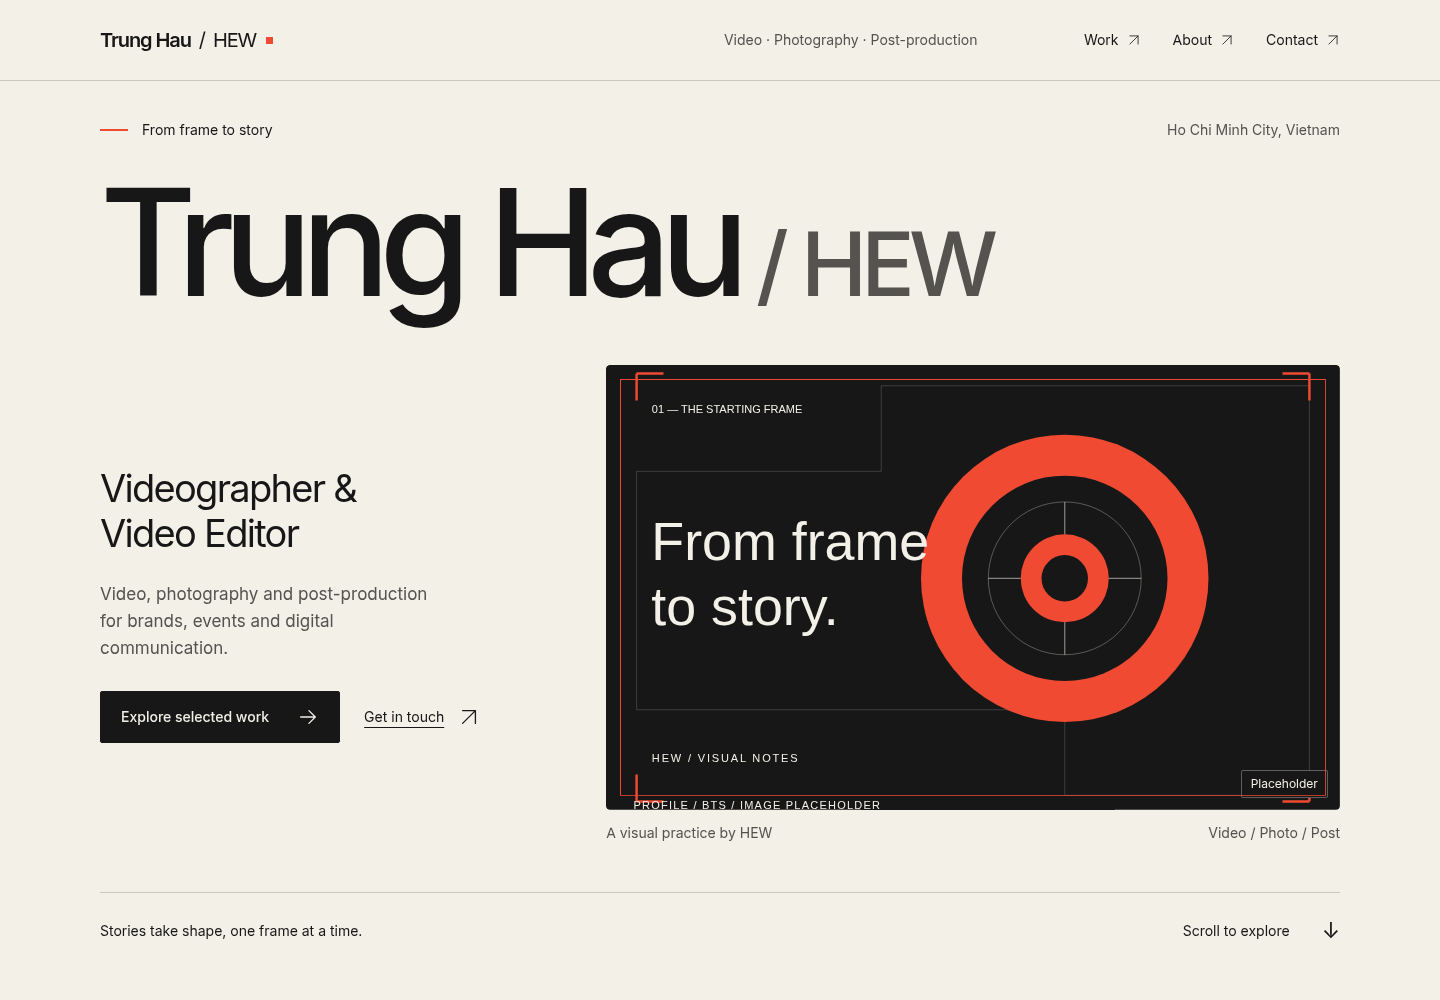 Trung Hau / HEW
Video · Photography · Post-production
Work
About
Contact
From frame to story
Ho Chi Minh City, Vietnam
Trung Hau / HEW
Videographer &
Video Editor
Video, photography and post-production
for brands, events and digital
communication.
Explore selected work
Get in touch
01 — THE STARTING FRAME
From frame
to story.
HEW / VISUAL NOTES
Placeholder
PROFILE / BTS / IMAGE PLACEHOLDER
A visual practice by HEW
Video / Photo / Post
Stories take shape, one frame at a time.
Scroll to explore